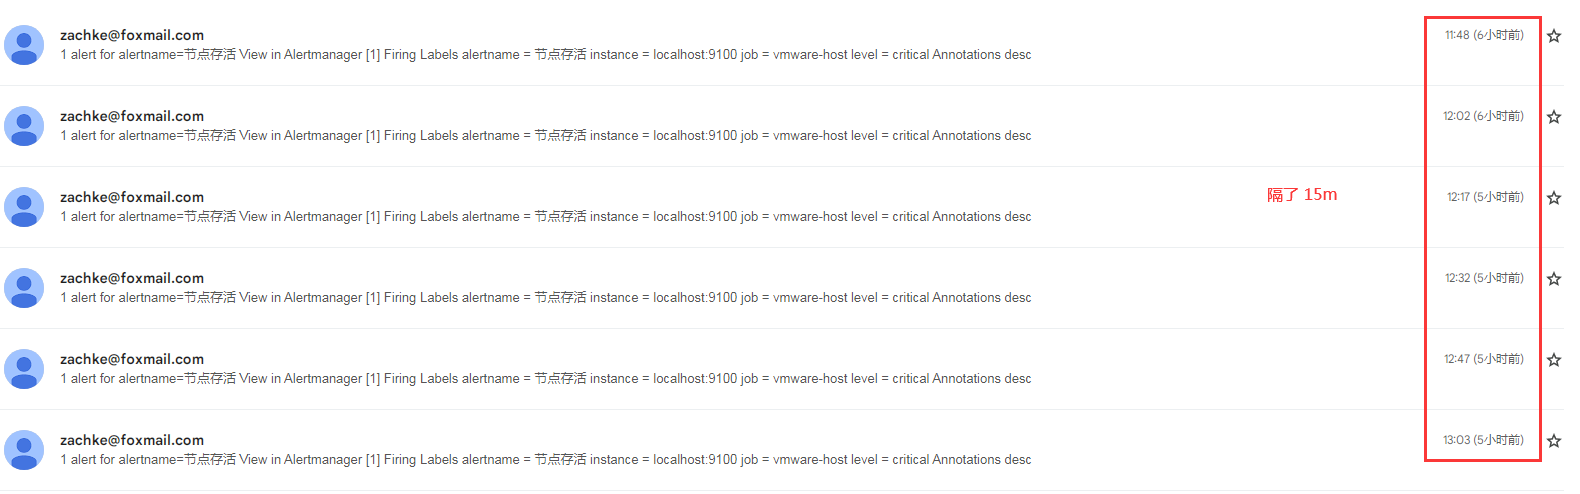 zachke@foxmail.com
11:48 (6小时前)
1 alert for alertname=节点存活 View in Alertmanager [1] Firing Labels alertname = 节点存活 instance = localhost:9100 job = vmware-host level = critical Annotations desc
zachke@foxmail.com
12:02 (6小时前)
1 alert for alertname=节点存活 View in Alertmanager [1] Firing Labels alertname = 节点存活 instance = localhost:9100 job = vmware-host level = critical Annotations desc
隔了 15m
zachke@foxmail.com
12:17 (5小时前)
1 alert for alertname=节点存活 View in Alertmanager [1] Firing Labels alertname = 节点存活 instance = localhost:9100 job = vmware-host level = critical Annotations desc
zachke@foxmail.com
12:32 (5小时前)
1 alert for alertname=节点存活 View in Alertmanager [1] Firing Labels alertname = 节点存活 instance = localhost:9100 job = vmware-host level = critical Annotations desc
zachke@foxmail.com
12:47 (5小时前)
1 alert for alertname=节点存活 View in Alertmanager [1] Firing Labels alertname = 节点存活 instance = localhost:9100 job = vmware-host level = critical Annotations desc
zachke@foxmail.com
13:03 (5小时前)
1 alert for alertname=节点存活 View in Alertmanager [1] Firing Labels alertname = 节点存活 instance = localhost:9100 job = vmware-host level = critical Annotations desc